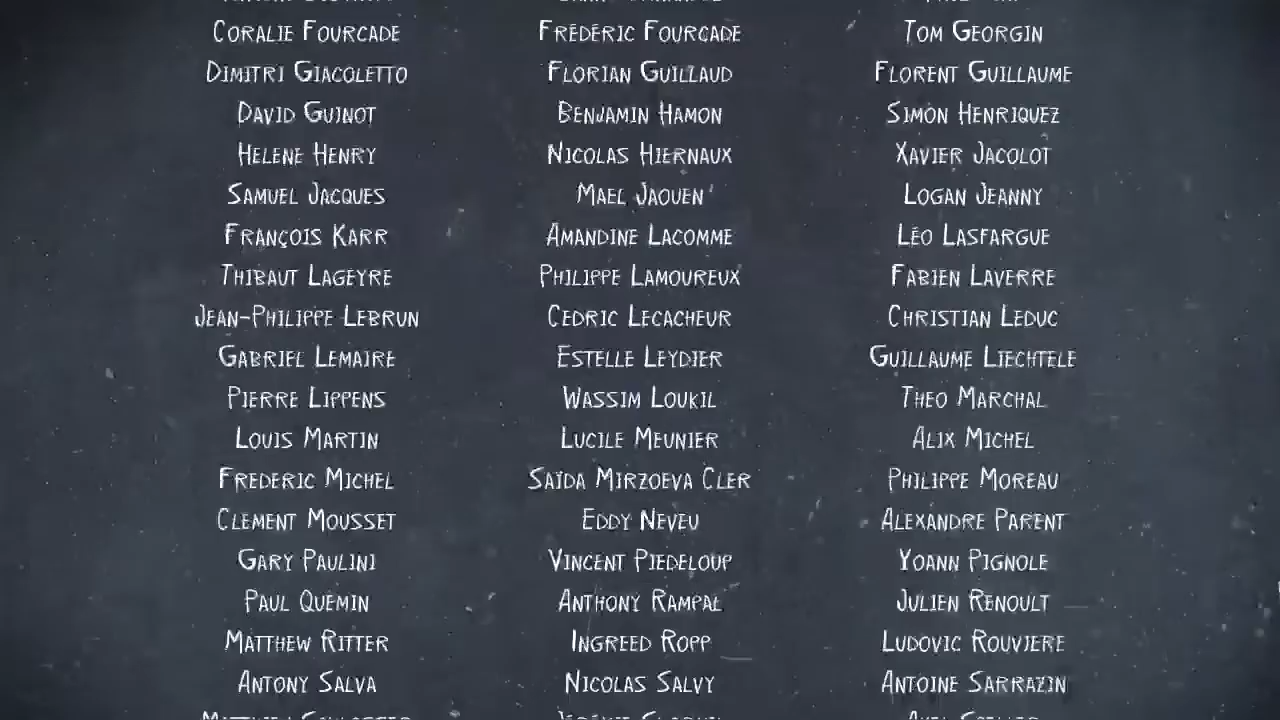 Coralie Fourcade Frédéric Fourcade Tom Georgin
Dimitri Giacoletto Florian Guillaud Florent Guillaume
David Guinot Benjamin Hamon Simon Henriquez
Helene Henry Nicolas Hiernaux Xavier Jacolot
Samuel Jacques Mael Jaouen Logan Jeanny
François Karr Amandine Lacomme Léo Lasfargue
Thibaut Lageyre Philippe Lamoureux Fabien Laverre
Jean-Philippe Lebrun Cedric Lecacheur Christian Leduc
Gabriel Lemaire Estelle Leydier Guillaume Liechtele
Pierre Lippens Wassim Loukil Theo Marchal
Louis Martin Lucile Meunier Alix Michel
Frederic Michel Saïda Mirzoeva Cler Philippe Moreau
Clement Mousset Eddy Neveu Alexandre Parent
Gary Paulini Vincent Piedeloup Yoann Pignole
Paul Quemin Anthony Rampal Julien Renoult
Matthew Ritter Ingreed Ropp Ludovic Rouviere
Antony Salva Nicolas Salvy Antoine Sarrazin